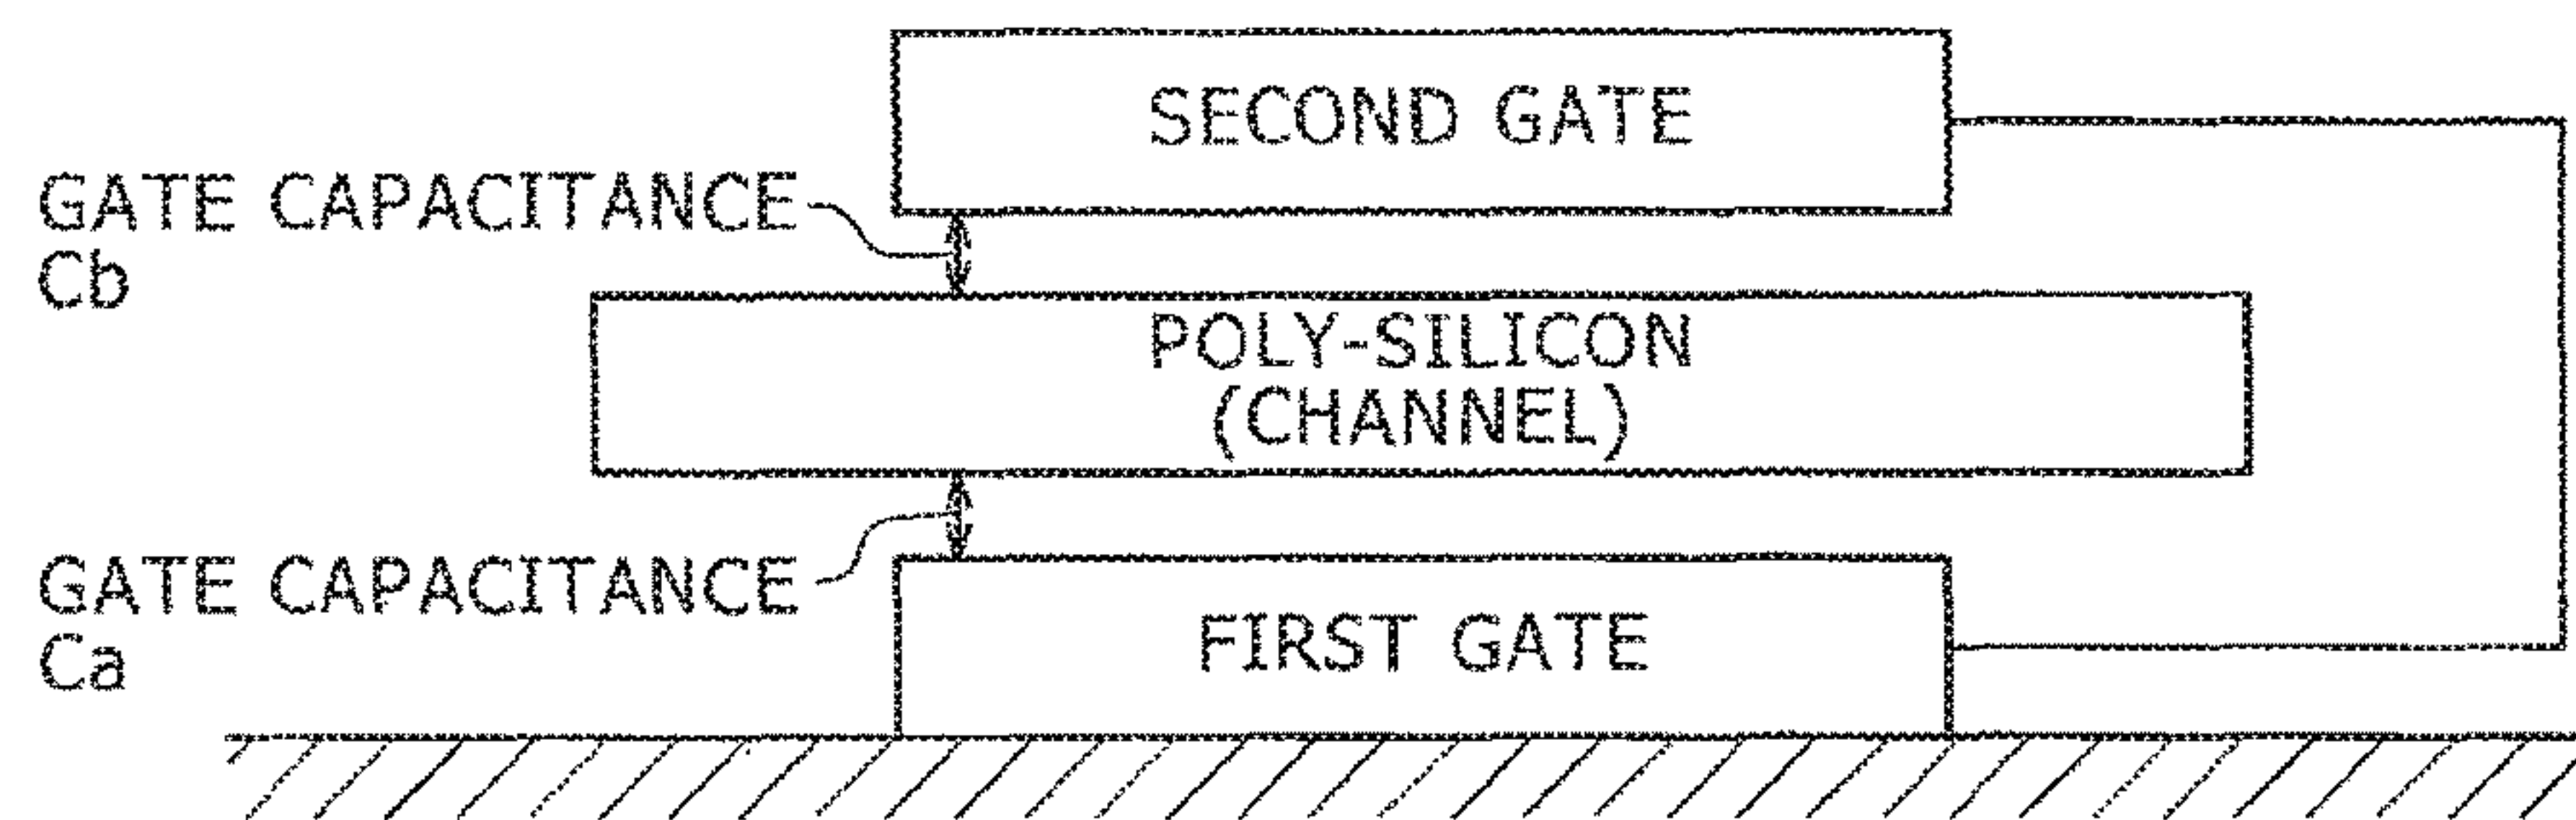 SECOND GATE
GATE CAPACITANCE
Cb
POLY-SILICON
(CHANNEL)
GATE CAPACITANCE
Ca
FIRST GATE